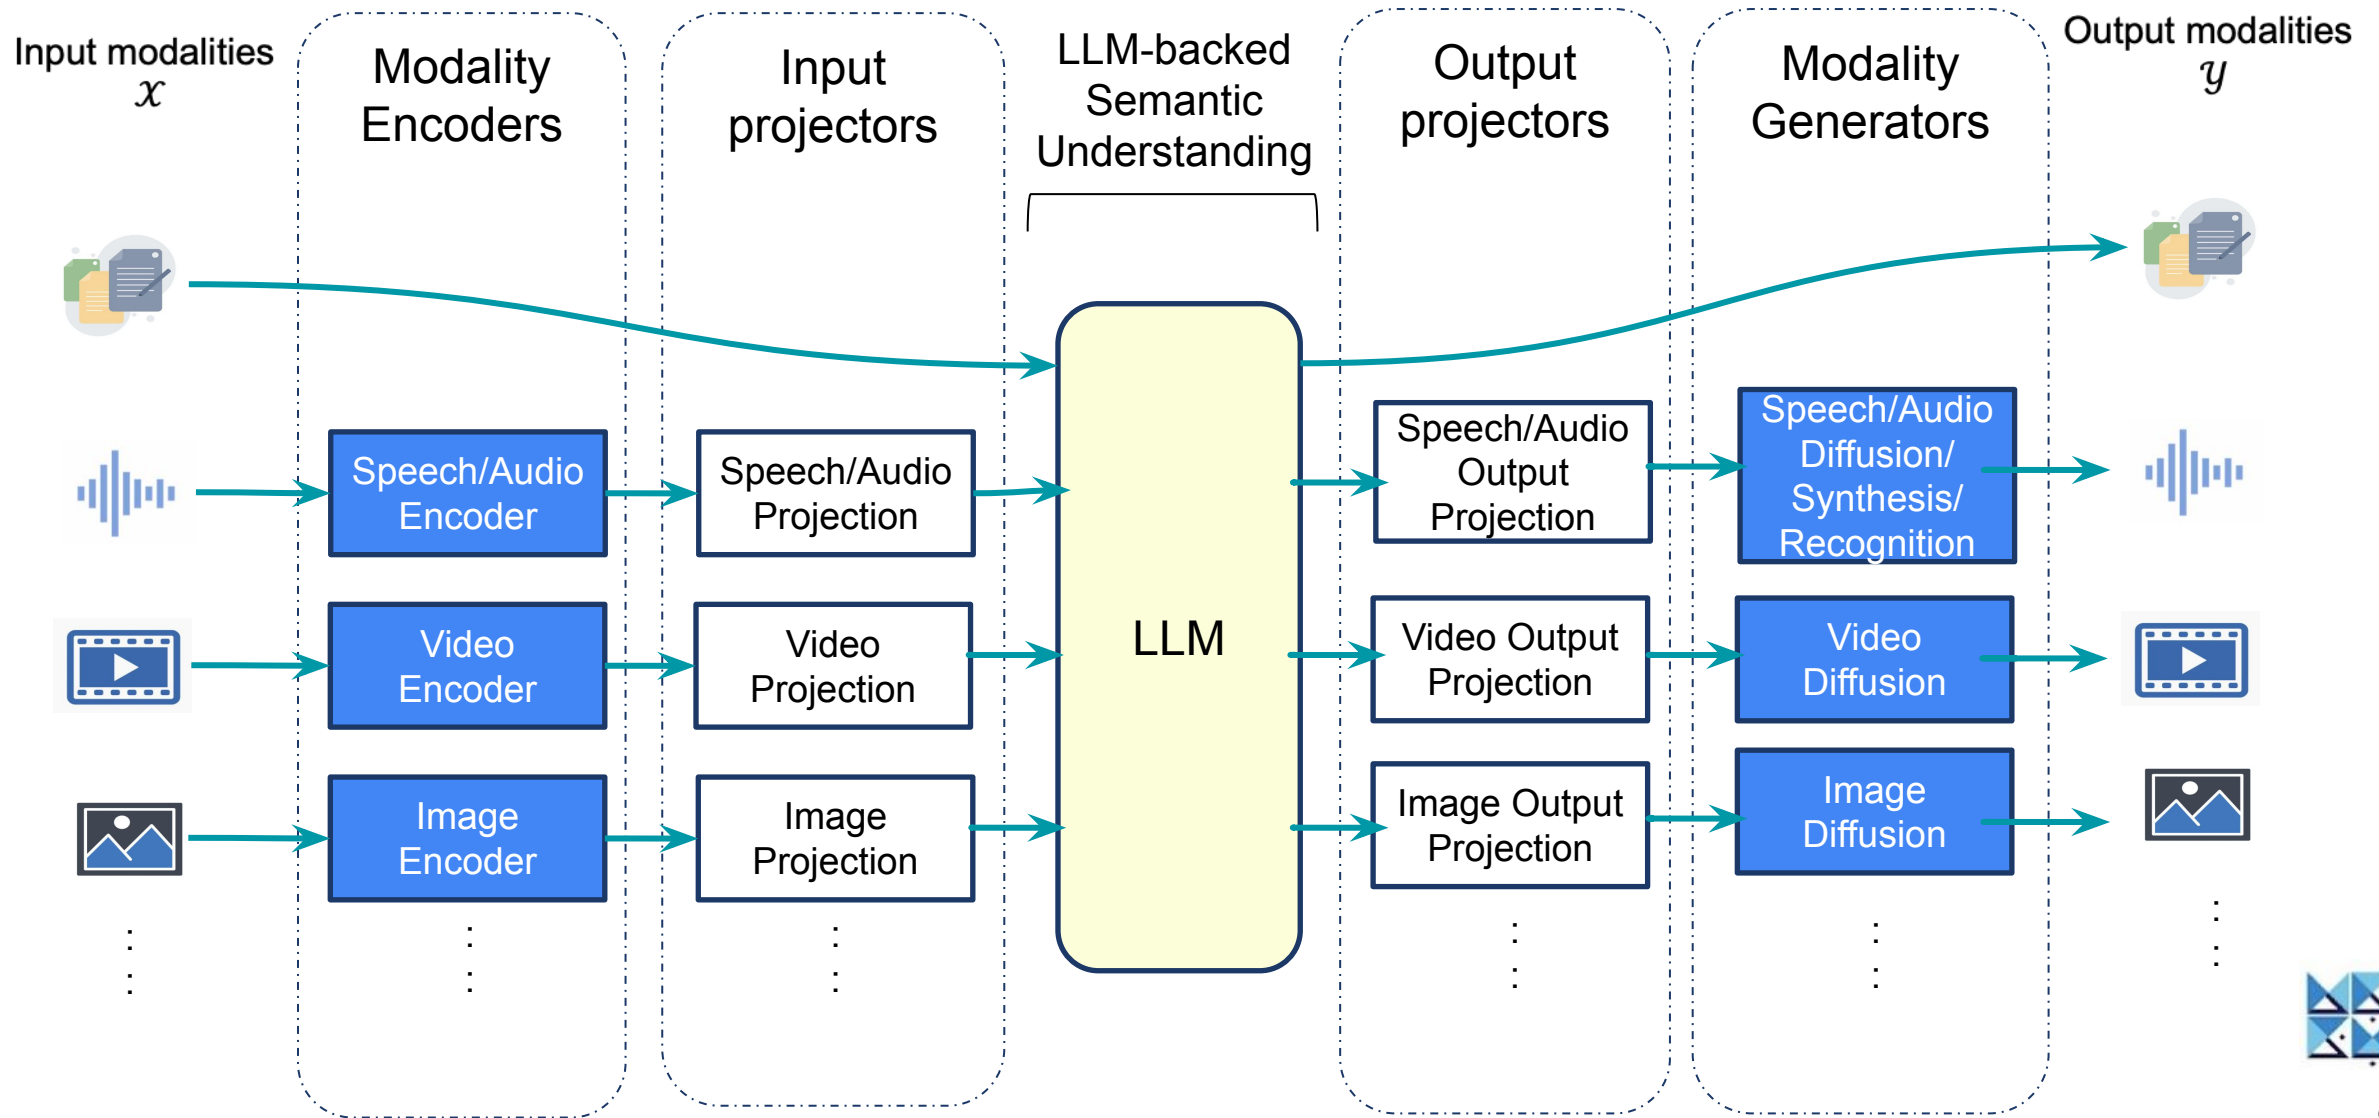 Input modalities
𝒳
Modality
Encoders
Input
projectors
LLM-backed
Semantic
Understanding
Output
projectors
Modality
Generators
Output modalities
𝒴
Speech/Audio
Encoder
Speech/Audio
Projection
Speech/Audio
Output
Projection
Speech/Audio
Diffusion/
Synthesis/
Recognition
Video
Encoder
Video
Projection
LLM
Video Output
Projection
Video
Diffusion
Image
Encoder
Image
Projection
Image Output
Projection
Image
Diffusion